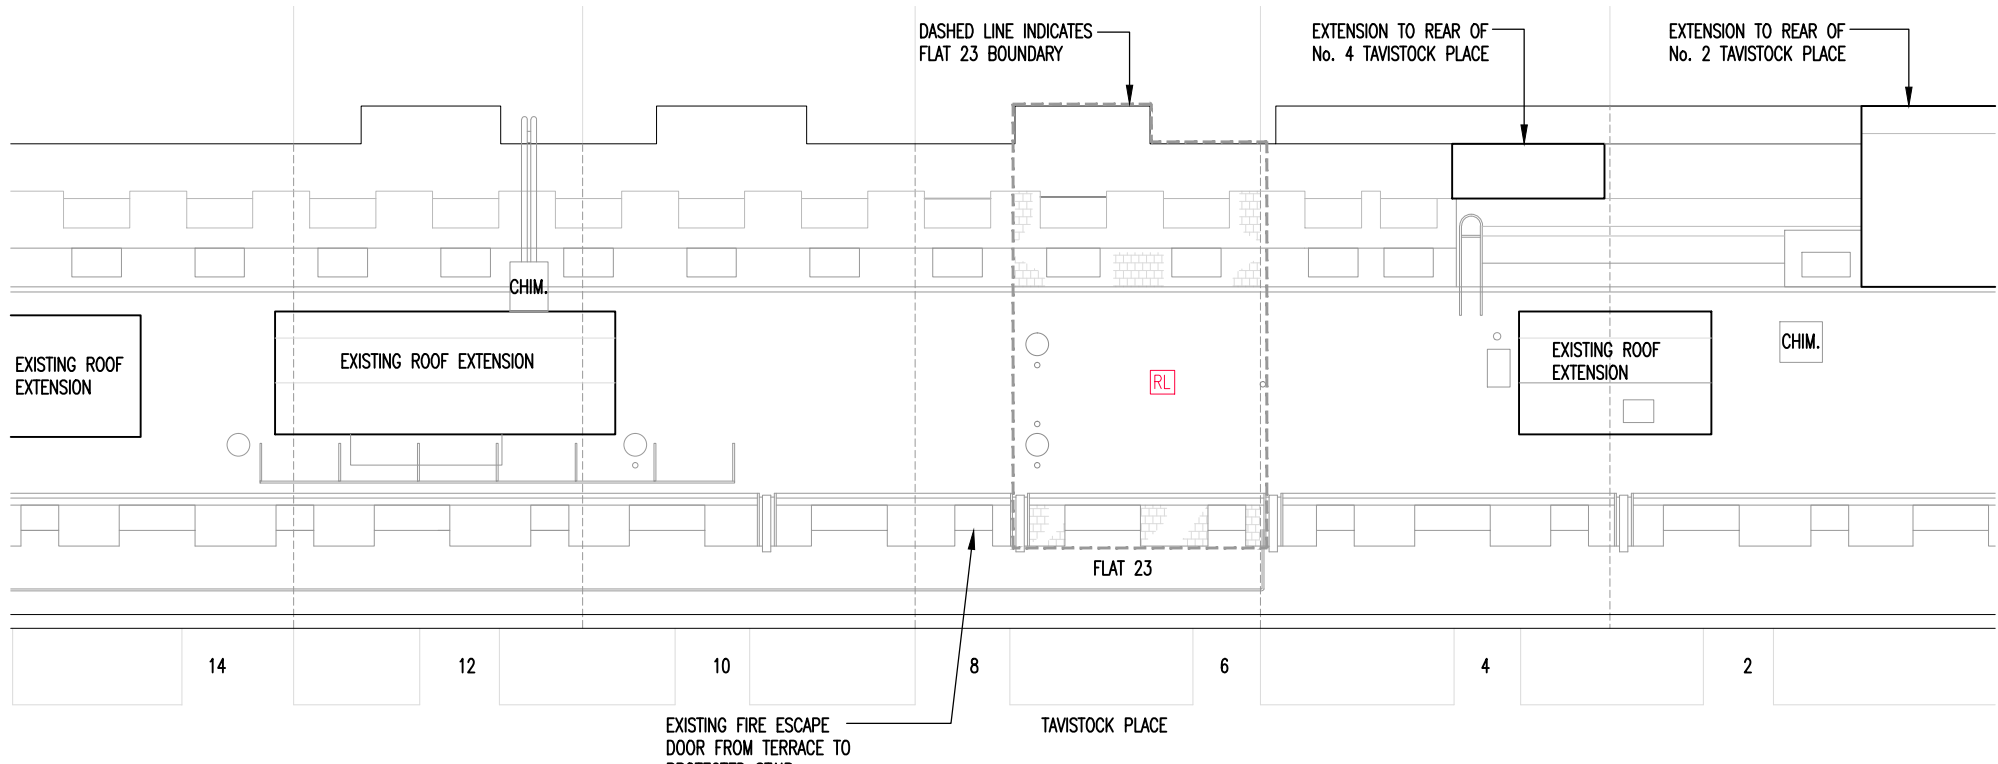 DASHED LINE INDICATES
FLAT 23 BOUNDARY
EXTENSION TO REAR OF
No. 4 TAVISTOCK PLACE
EXTENSION TO REAR OF
No. 2 TAVISTOCK PLACE
CHIM.
EXISTING ROOF
EXTENSION
EXISTING ROOF EXTENSION
RL
EXISTING ROOF
EXTENSION
CHIM.
FLAT 23
14
12
10
8
6
4
2
EXISTING FIRE ESCAPE
DOOR FROM TERRACE TO
TAVISTOCK PLACE